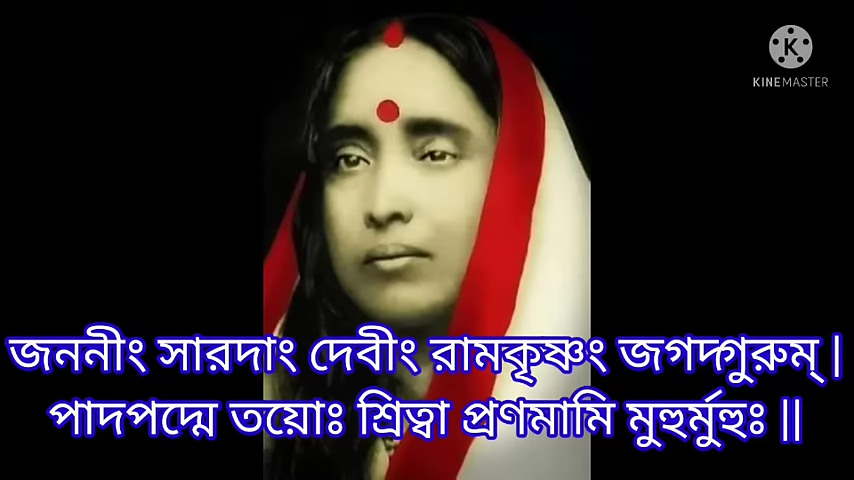 KINEMASTER
জননীং সারদাং দেবীং রামকৃষ্ণং জগদ্গুরুম্ |
পাদপদ্মে তয়োঃ শ্রিত্বা প্রণমামি মুহুর্মুহুঃ ||